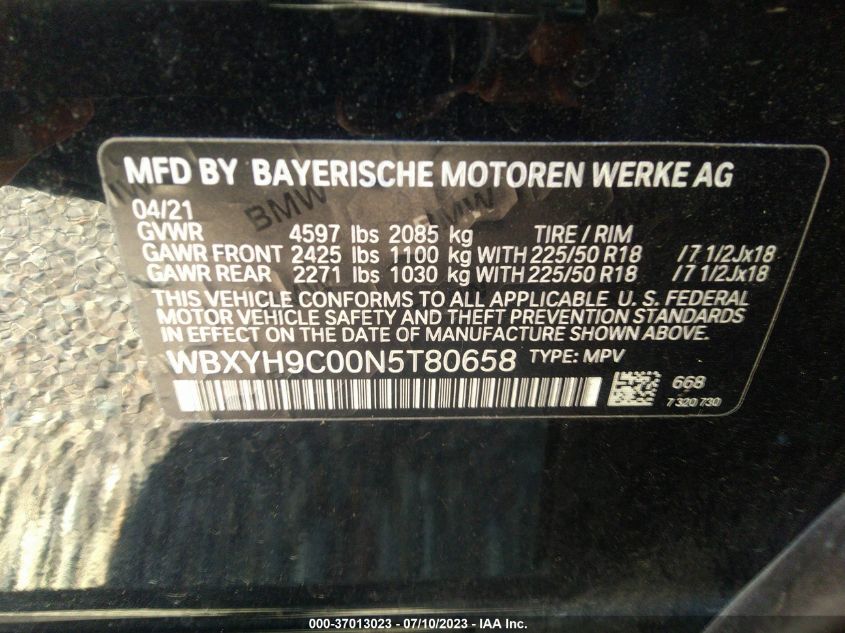 MFD BY BAYERISCHE MOTOREN WERKE AG
04/21
GVWR 4597 lbs 2085 kg TIRE / RIM
GAWR FRONT 2425 lbs 1100 kg WITH 225/50 R18 /7 1/2Jx18
GAWR REAR 2271 lbs 1030 kg WITH 225/50 R18 /7 1/2Jx18
THIS VEHICLE CONFORMS TO ALL APPLICABLE U. S. FEDERAL
MOTOR VEHICLE SAFETY AND THEFT PREVENTION STANDARDS
IN EFFECT ON THE DATE OF MANUFACTURE SHOWN ABOVE.
WBXYH9C00N5T80658 TYPE: MPV
668
7 320 730
BMW
BMW
BMW
000-37013023 - 07/10/2023 - IAA Inc.